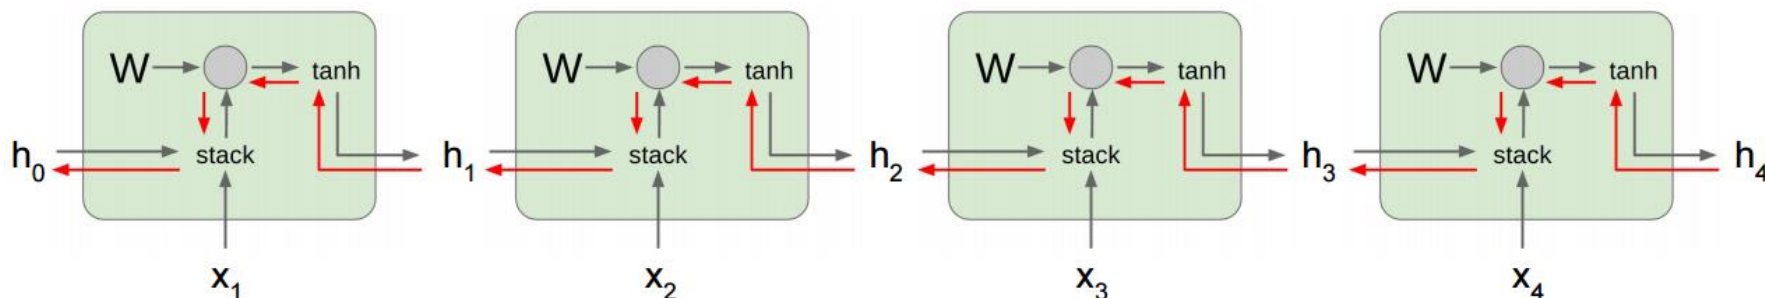 W tanh W tanh W tanh W tanh
h₀ stack h₁ stack h₂ stack h₃ stack h₄
x₁ x₂ x₃ x₄